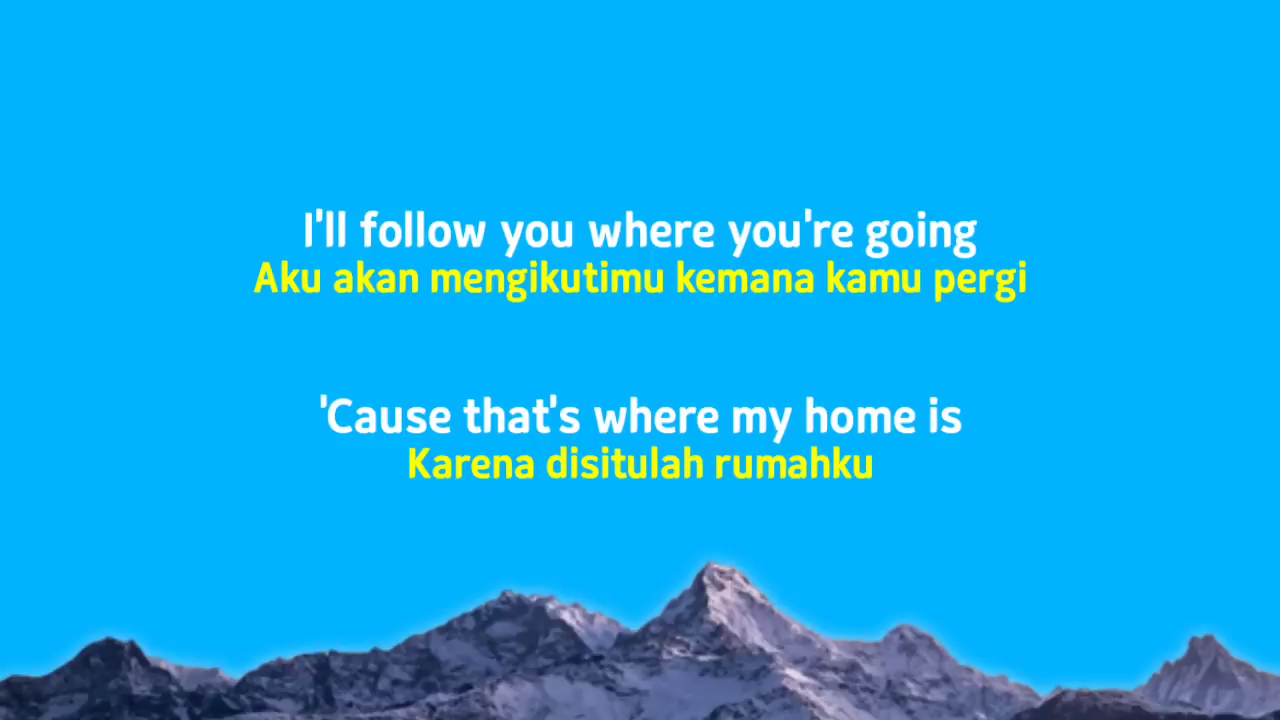 I'll follow you where you're going
Aku akan mengikutimu kemana kamu pergi
'Cause that's where my home is
Karena disitulah rumahku